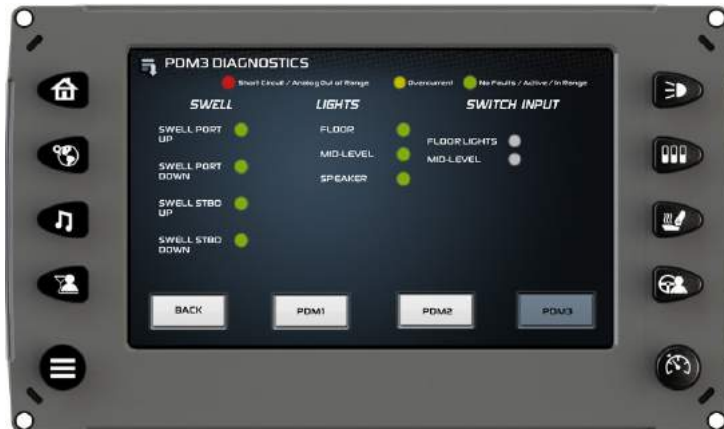 PDM3 DIAGNOSTICS
Short Circuit / Analog Out of Range
Overcurrent
No Faults / Active / In Range
SWELL
LIGHTS
SWITCH INPUT
SWELL PORT
UP
SWELL PORT
DOWN
SWELL STBD
UP
SWELL STBD
DOWN
FLOOR
MID-LEVEL
SPEAKER
FLOOR LIGHTS
MID-LEVEL
BACK
PDM1
PDM2
PDM3